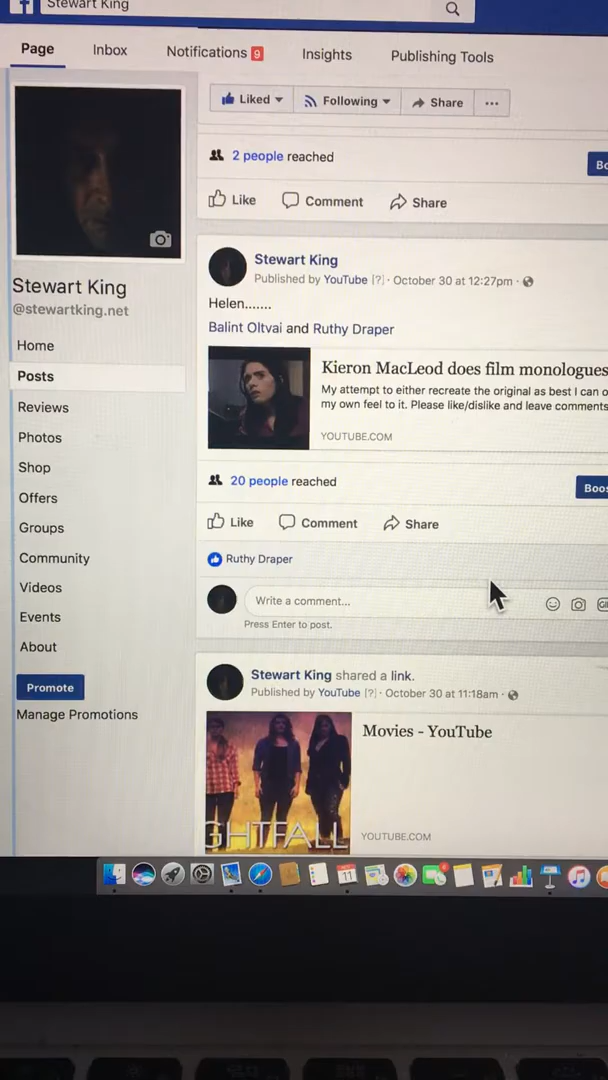 Stewart King
Page
Inbox
Notifications 9
Insights
Publishing Tools
Liked
Following
Share
2 people reached
Like
Comment
Share
Stewart King
@stewartking.net
Home
Posts
Reviews
Photos
Shop
Offers
Groups
Community
Videos
Events
About
Promote
Manage Promotions
Stewart King
Published by YouTube [?] · October 30 at 12:27pm ·
Helen.......
Balint Oltvai and Ruthy Draper
Kieron MacLeod does film monologues
My attempt to either recreate the original as best I can o
my own feel to it. Please like/dislike and leave comments
YOUTUBE.COM
20 people reached
Boos
Like
Comment
Share
Ruthy Draper
Write a comment...
Press Enter to post.
Stewart King shared a link.
Published by YouTube [?] · October 30 at 11:18am ·
Movies - YouTube
GHTFALL
YOUTUBE.COM
11